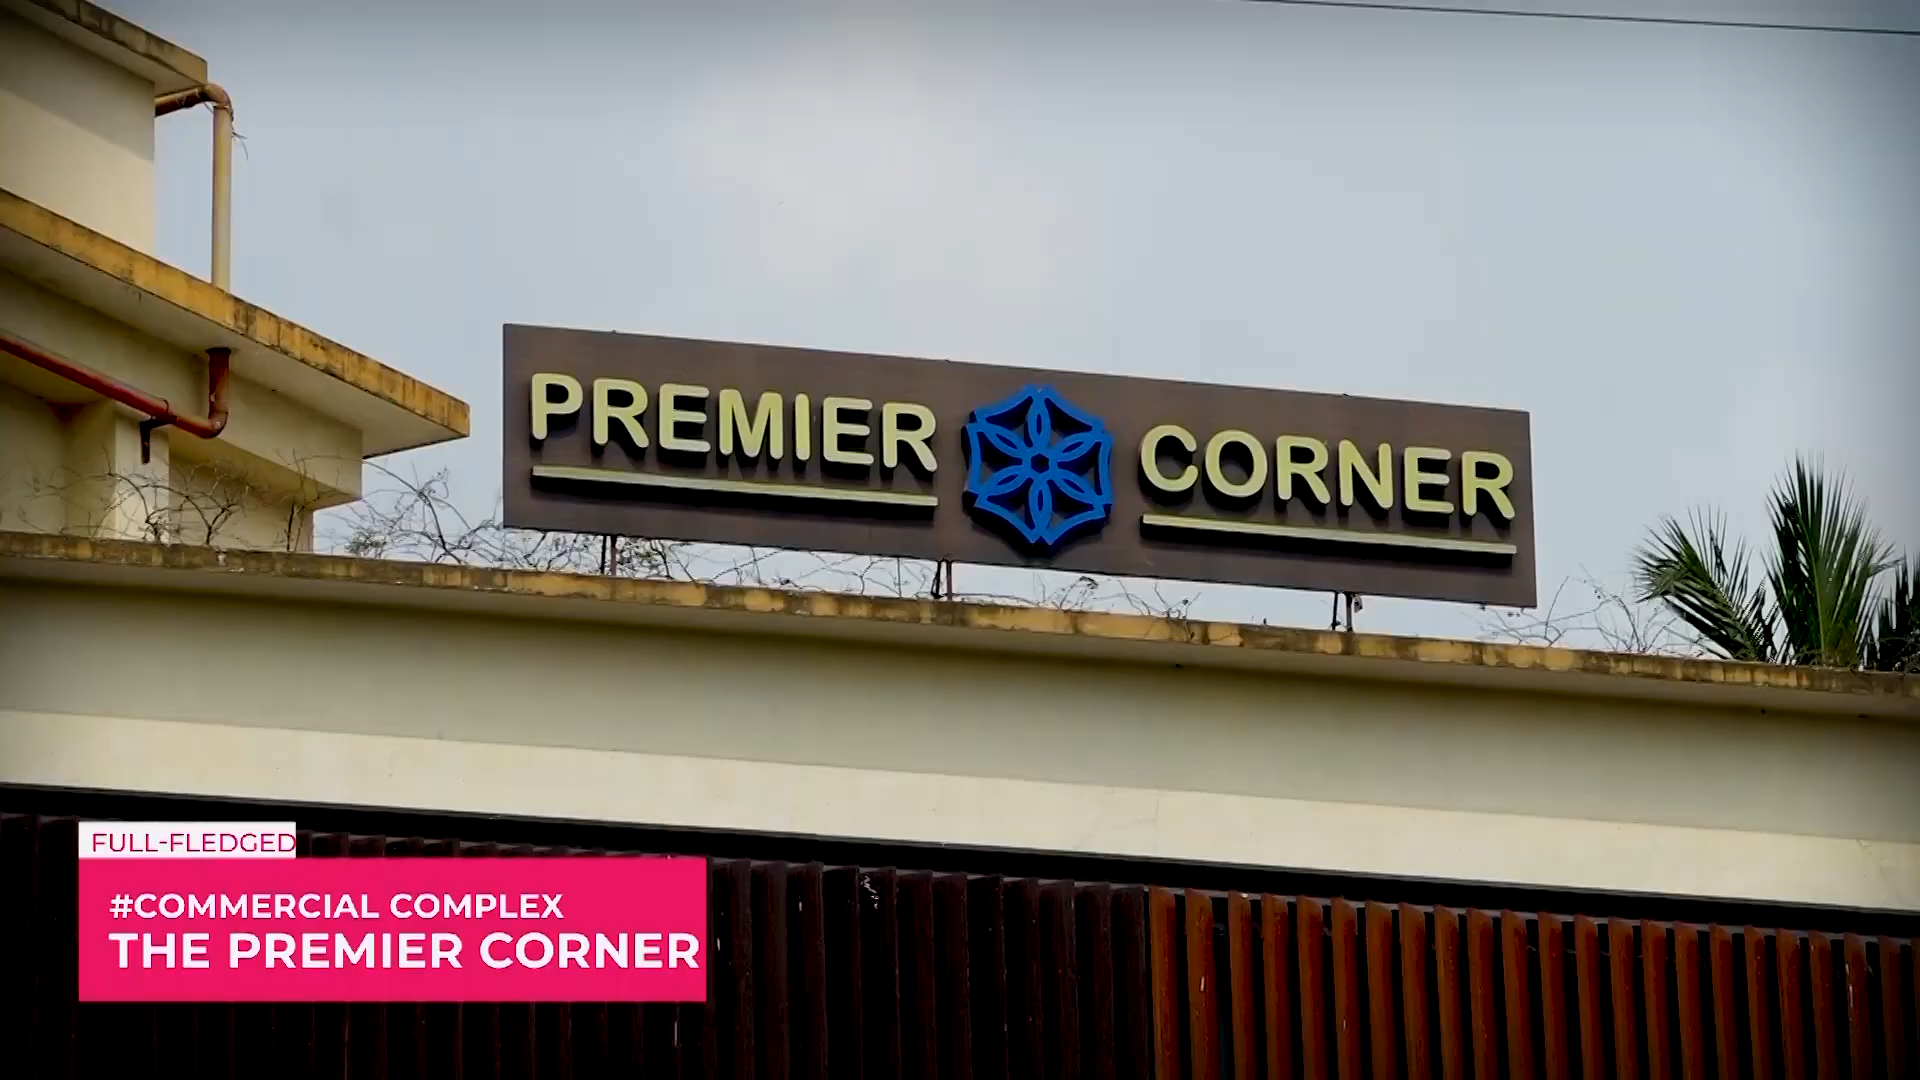 PREMIER CORNER
FULL-FLEDGED
#COMMERCIAL COMPLEX
THE PREMIER CORNER